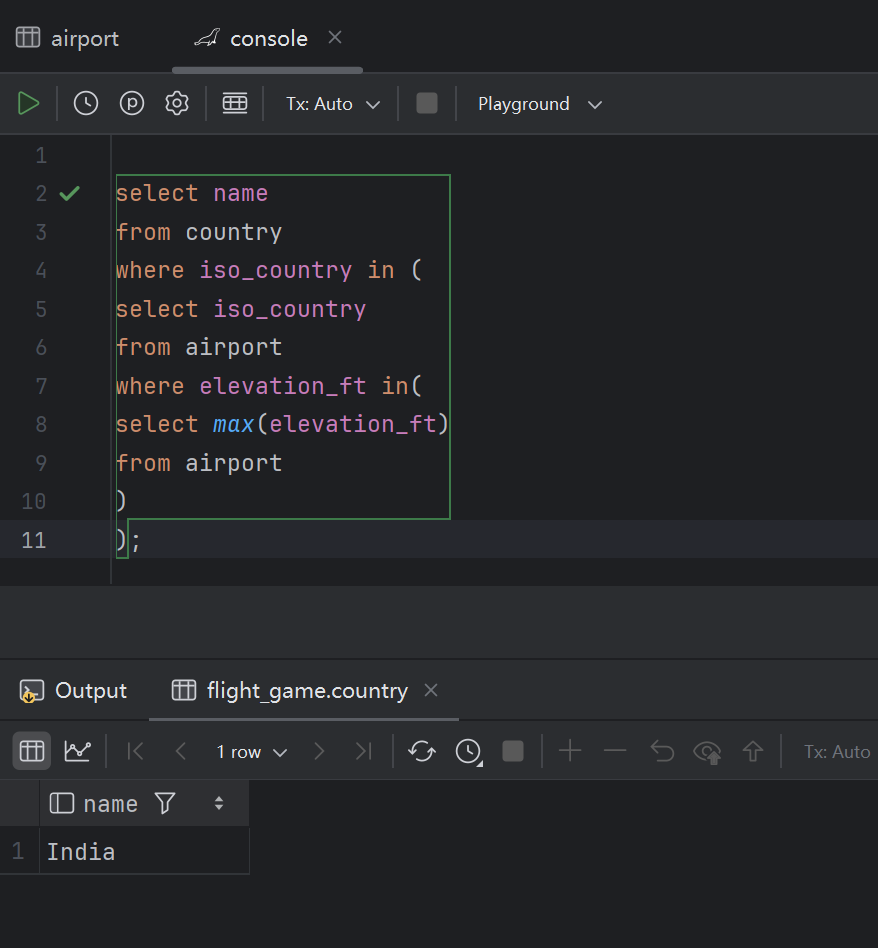 airport console
Tx: Auto Playground
1
2 select name
3 from country
4 where iso_country in (
5 select iso_country
6 from airport
7 where elevation_ft in(
8 select max(elevation_ft)
9 from airport
10 )
11 );
Output flight_game.country
1 row Tx: Auto
name
1 India